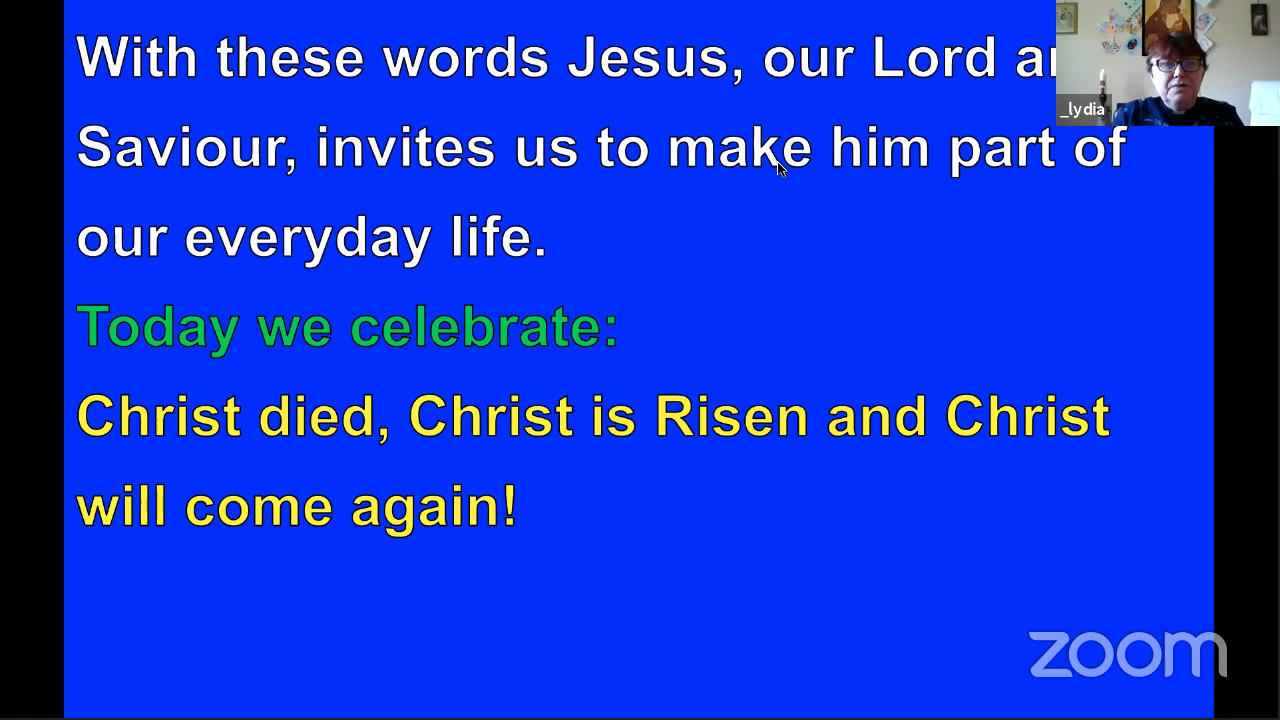 With these words Jesus, our Lord
Saviour, invites us to make him part of
our everyday life.
Today we celebrate:
Christ died, Christ is Risen and Christ
will come again!
_lydia
zoom